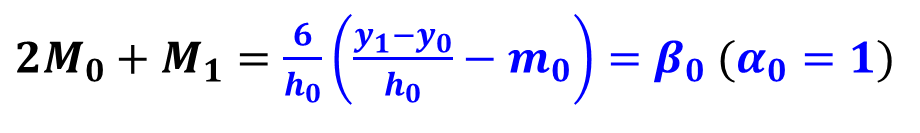 2M₀ + M₁ = 6/h₀ ((y₁−y₀)/h₀ − m₀) = β₀ (α₀ = 1)